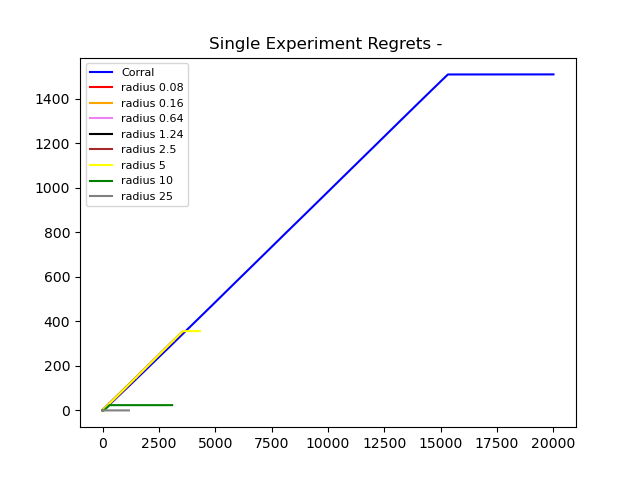 Single Experiment Regrets -
Corral
radius 0.08
radius 0.16
radius 0.64
radius 1.24
radius 2.5
radius 5
radius 10
radius 25
1400
1200
1000
800
600
400
200
0
0 2500 5000 7500 10000 12500 15000 17500 20000